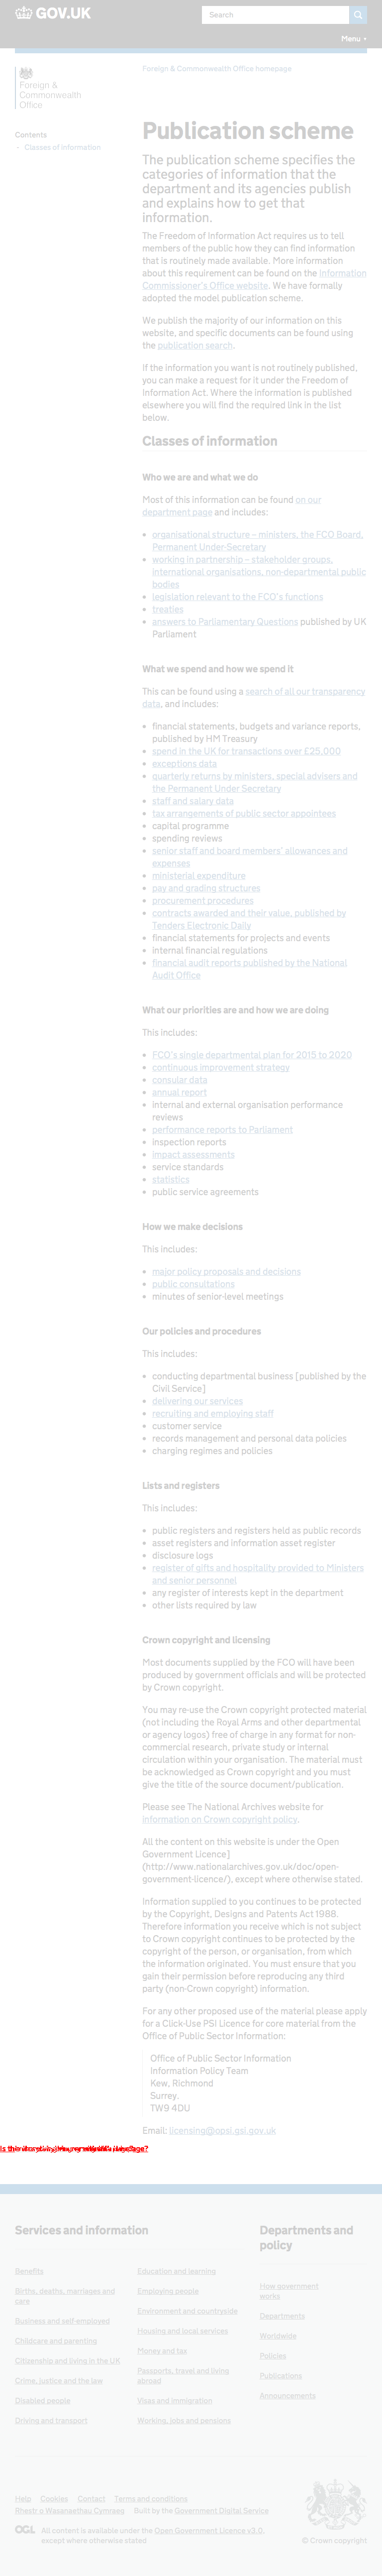 GOV.UK
Search
Menu
Foreign & Commonwealth Office homepage
Foreign &
Commonwealth
Office
Contents
Classes of information
Publication scheme
The publication scheme specifies the
categories of information that the
department and its agencies publish
and explains how to get that
information.
The Freedom of Information Act requires us to tell
members of the public how they can find information
that is routinely made available. More information
about this requirement can be found on the Information
Commissioner's Office website. We have formally
adopted the model publication scheme.
We publish the majority of our information on this
website, and specific documents can be found using
the publication search.
If the information you want is not routinely published,
you can make a request for it under the Freedom of
Information Act. Where the information is published
elsewhere you will find the required link in the list
below.
Classes of information
Who we are and what we do
Most of this information can be found on our
department page and includes:
organisational structure – ministers, the FCO Board,
Permanent Under-Secretary
working in partnership – stakeholder groups,
international organisations, non-departmental public
bodies
legislation relevant to the FCO's functions
treaties
answers to Parliamentary Questions published by UK
Parliament
What we spend and how we spend it
This can be found using a search of all our transparency
data, and includes:
financial statements, budgets and variance reports,
published by HM Treasury
spend in the UK for transactions over £25,000
exceptions data
quarterly returns by ministers, special advisers and
the Permanent Under Secretary
staff and salary data
tax arrangements of public sector appointees
capital programme
spending reviews
senior staff and board members' allowances and
expenses
ministerial expenditure
pay and grading structures
procurement procedures
contracts awarded and their value, published by
Tenders Electronic Daily
financial statements for projects and events
internal financial regulations
financial audit reports published by the National
Audit Office
What our priorities are and how we are doing
This includes:
FCO's single departmental plan for 2015 to 2020
continuous improvement strategy
consular data
annual report
internal and external organisation performance
reviews
performance reports to Parliament
inspection reports
impact assessments
service standards
statistics
public service agreements
How we make decisions
This includes:
major policy proposals and decisions
public consultations
minutes of senior-level meetings
Our policies and procedures
This includes:
conducting departmental business [published by the
Civil Service]
delivering our services
recruiting and employing staff
customer service
records management and personal data policies
charging regimes and policies
Lists and registers
This includes:
public registers and registers held as public records
asset registers and information asset register
disclosure logs
register of gifts and hospitality provided to Ministers
and senior personnel
any register of interests kept in the department
other lists required by law
Crown copyright and licensing
Most documents supplied by the FCO will have been
produced by government officials and will be protected
by Crown copyright.
You may re-use the Crown copyright protected material
(not including the Royal Arms and other departmental
or agency logos) free of charge in any format for non-
commercial research, private study or internal
circulation within your organisation. The material must
be acknowledged as Crown copyright and you must
give the title of the source document/publication.
Please see The National Archives website for
information on Crown copyright policy.
All the content on this website is under the Open
Government Licence]
(http://www.nationalarchives.gov.uk/doc/open-
government-licence/), except where otherwise stated.
Information supplied to you continues to be protected
by the Copyright, Designs and Patents Act 1988.
Therefore information you receive which is not subject
to Crown copyright continues to be protected by the
copyright of the person, or organisation, from which
the information originated. You must ensure that you
gain their permission before reproducing any third
party (non-Crown copyright) information.
For any other proposed use of the material please apply
for a Click-Use PSI Licence for core material from the
Office of Public Sector Information:
Office of Public Sector Information
Information Policy Team
Kew, Richmond
Surrey.
TW9 4DU
Email: licensing@opsi.gsi.gov.uk
Services and information
Departments and
policy
Benefits
Births, deaths, marriages and
care
Business and self-employed
Childcare and parenting
Citizenship and living in the UK
Crime, justice and the law
Disabled people
Driving and transport
Education and learning
Employing people
Environment and countryside
Housing and local services
Money and tax
Passports, travel and living
abroad
Visas and immigration
Working, jobs and pensions
How government
works
Departments
Worldwide
Policies
Publications
Announcements
Help Cookies Contact Terms and conditions
Rhestr o Wasanaethau Cymraeg Built by the Government Digital Service
OGL All content is available under the Open Government Licence v3.0,
except where otherwise stated
© Crown copyright